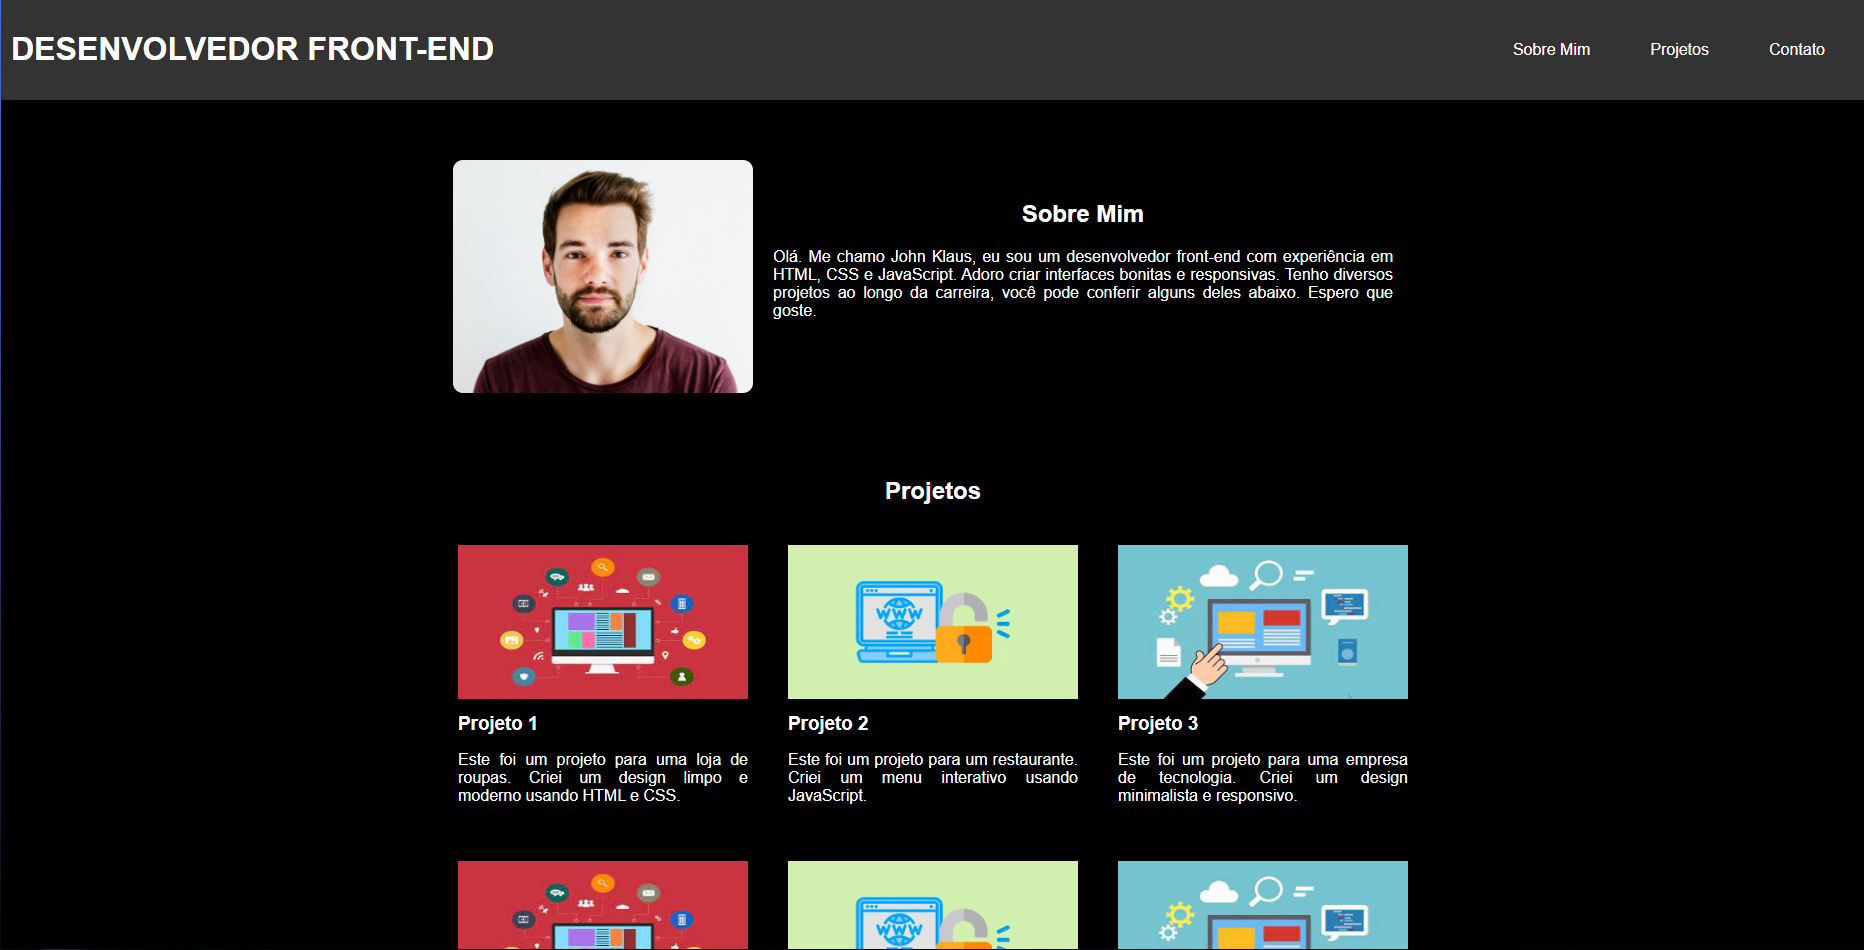 DESENVOLVEDOR FRONT-END
Sobre Mim
Projetos
Contato
Sobre Mim
Olá. Me chamo John Klaus, eu sou um desenvolvedor front-end com experiência em
HTML, CSS e JavaScript. Adoro criar interfaces bonitas e responsivas. Tenho diversos
projetos ao longo da carreira, você pode conferir alguns deles abaixo. Espero que
goste.
Projetos
WWW
Projeto 1
Projeto 2
Projeto 3
Este foi um projeto para uma loja de
roupas. Criei um design limpo e
moderno usando HTML e CSS.
Este foi um projeto para um restaurante.
Criei um menu interativo usando
JavaScript.
Este foi um projeto para uma empresa
de tecnologia. Criei um design
minimalista e responsivo.
WWW